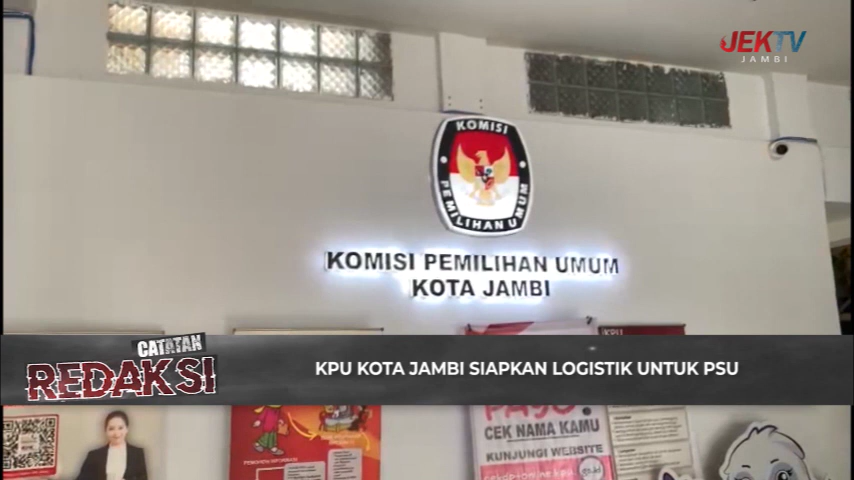 JEKTV
JAMBI
KOMISI
PEMILIHAN UMUM
KOMISI PEMILIHAN UMUM
KOTA JAMBI
CATATAN
REDAKSI
KPU KOTA JAMBI SIAPKAN LOGISTIK UNTUK PSU
KPU
CEK NAMA KAMU
KUNJUNGI WEBSITE